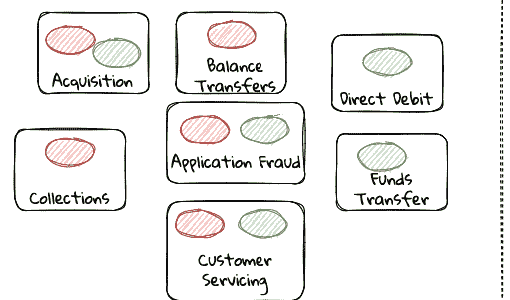 Acquisition
Balance
Transfers
Direct Debit
Application Fraud
Collections
Funds
Transfer
Customer
Servicing